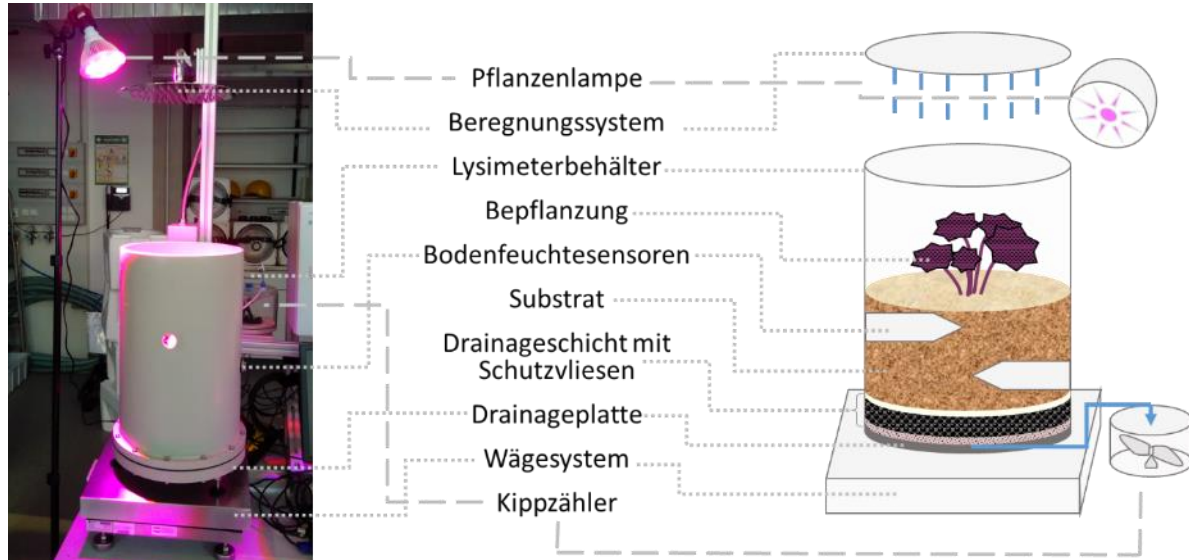 Pflanzenlampe
Beregnungssystem
Lysimeterbehälter
Bepflanzung
Bodenfeuchtesensoren
Substrat
Drainageschicht mit
Schutzvliesen
Drainageplatte
Wägesystem
Kippzähler